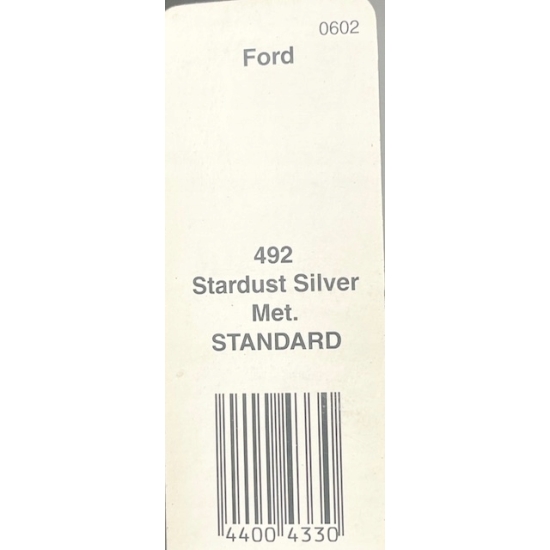 0602
Ford
492
Stardust Silver
Met.
STANDARD
4400 4330